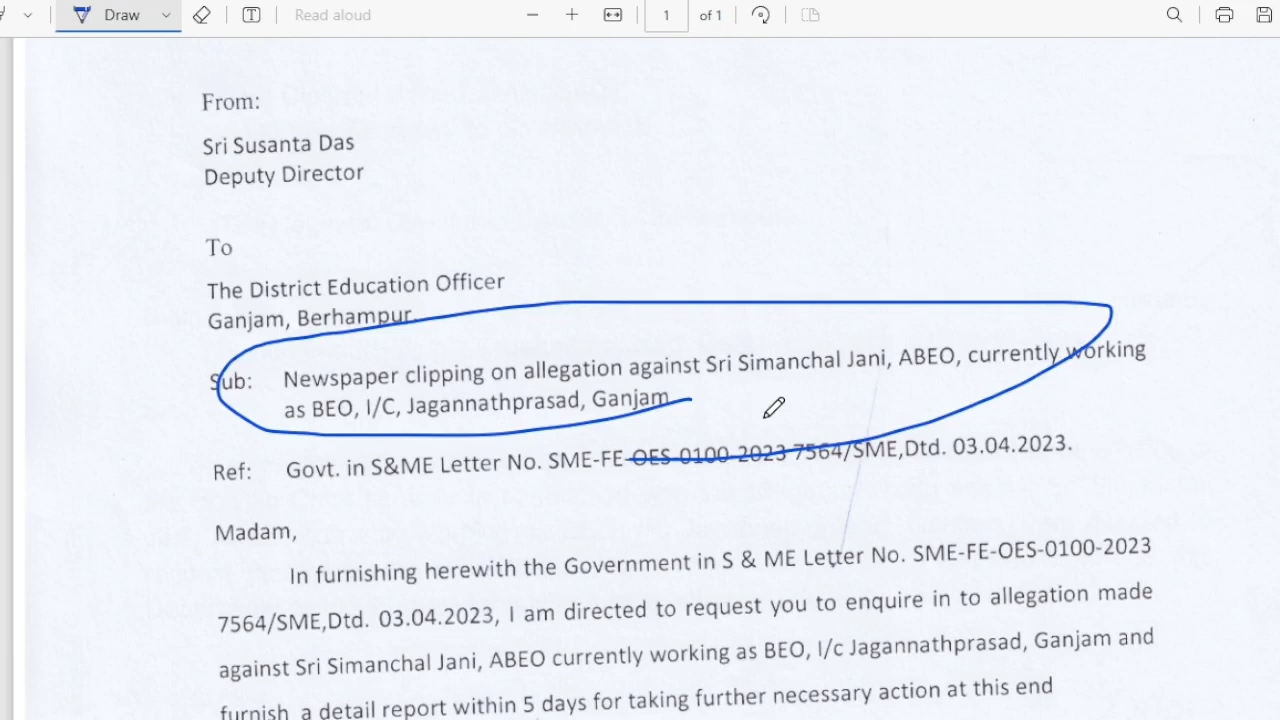 Draw
Read aloud
1 of 1
From:
Sri Susanta Das
Deputy Director
To
The District Education Officer
Ganjam, Berhampur.
Sub: Newspaper clipping on allegation against Sri Simanchal Jani, ABEO, currently working
as BEO, I/C, Jagannathprasad, Ganjam
Ref: Govt. in S&ME Letter No. SME-FE-OES-0100-2023 7564/SME,Dtd. 03.04.2023.
Madam,
In furnishing herewith the Government in S & ME Letter No. SME-FE-OES-0100-2023
7564/SME,Dtd. 03.04.2023, I am directed to request you to enquire in to allegation made
against Sri Simanchal Jani, ABEO currently working as BEO, I/c Jagannathprasad, Ganjam and
furnish a detail report within 5 days for taking further necessary action at this end